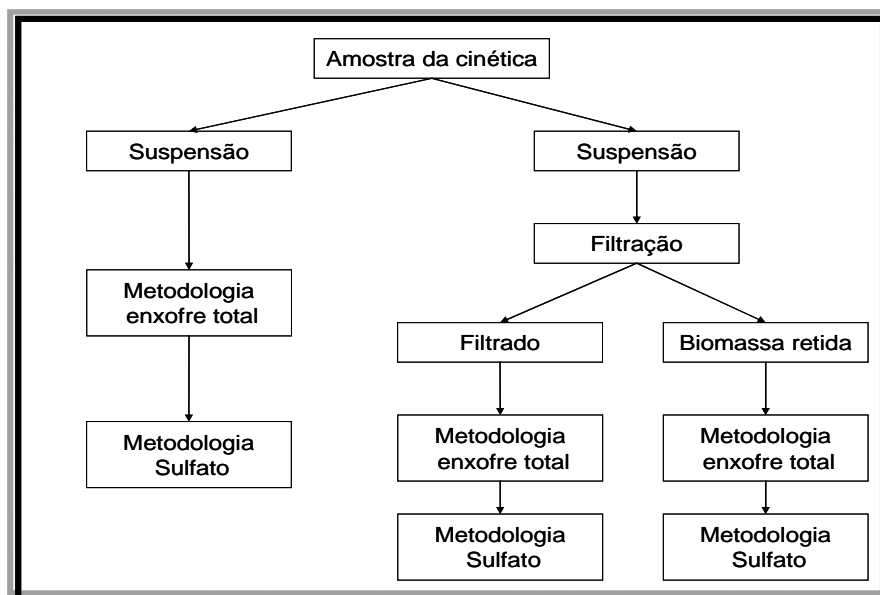 Amostra da cinética
Suspensão
Suspensão
Filtração
Metodologia
enxofre total
Filtrado
Biomassa retida
Metodologia
Sulfato
Metodologia
enxofre total
Metodologia
enxofre total
Metodologia
Sulfato
Metodologia
Sulfato